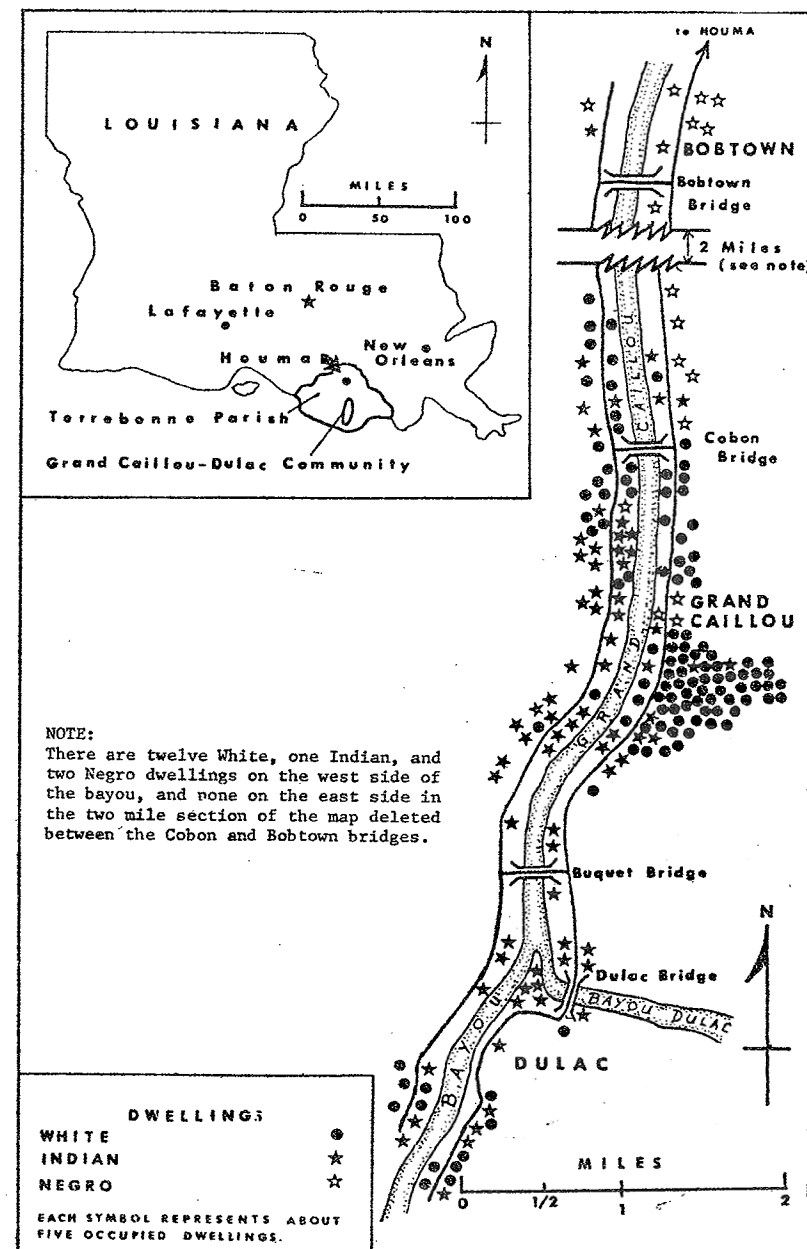 to HOUMA
N
LOUISIANA
MILES
0 50 100
Baton Rouge
Lafayette
New
Orleans
Houma
Terrebonne Parish
Grand Caillou-Dulac Community
BOBTOWN
Bobtown
Bridge
2 Miles
(see note)
CAILLOU
Cobon
Bridge
GRAND
CAILLOU
GRAND
NOTE:
There are twelve White, one Indian, and
two Negro dwellings on the west side of
the bayou, and none on the east side in
the two mile section of the map deleted
between the Cobon and Bobtown bridges.
Buquet Bridge
N
Dulac Bridge
BAYOU DULAC
BAYOU
DULAC
DWELLINGS
WHITE
INDIAN
NEGRO
EACH SYMBOL REPRESENTS ABOUT
FIVE OCCUPIED DWELLINGS.
MILES
0 1/2 1 2